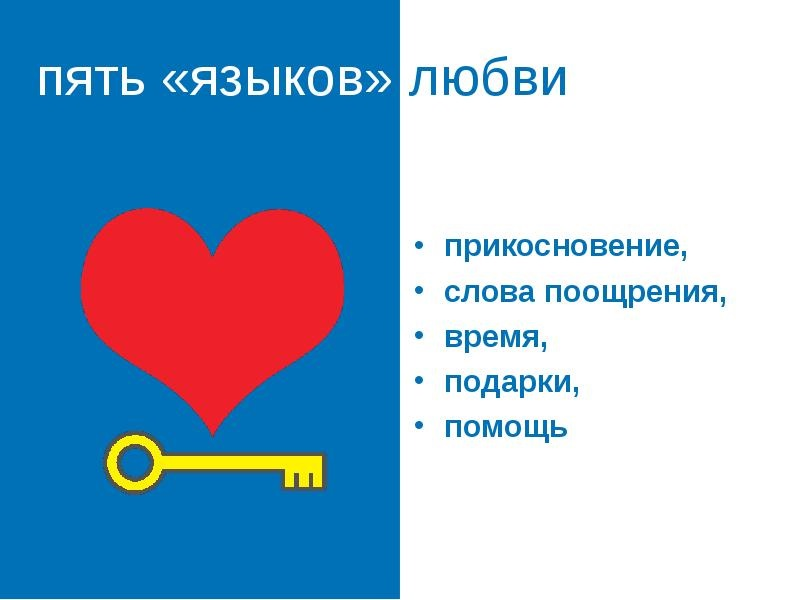 пять «языков» любви
• прикосновение,
• слова поощрения,
• время,
• подарки,
• помощь